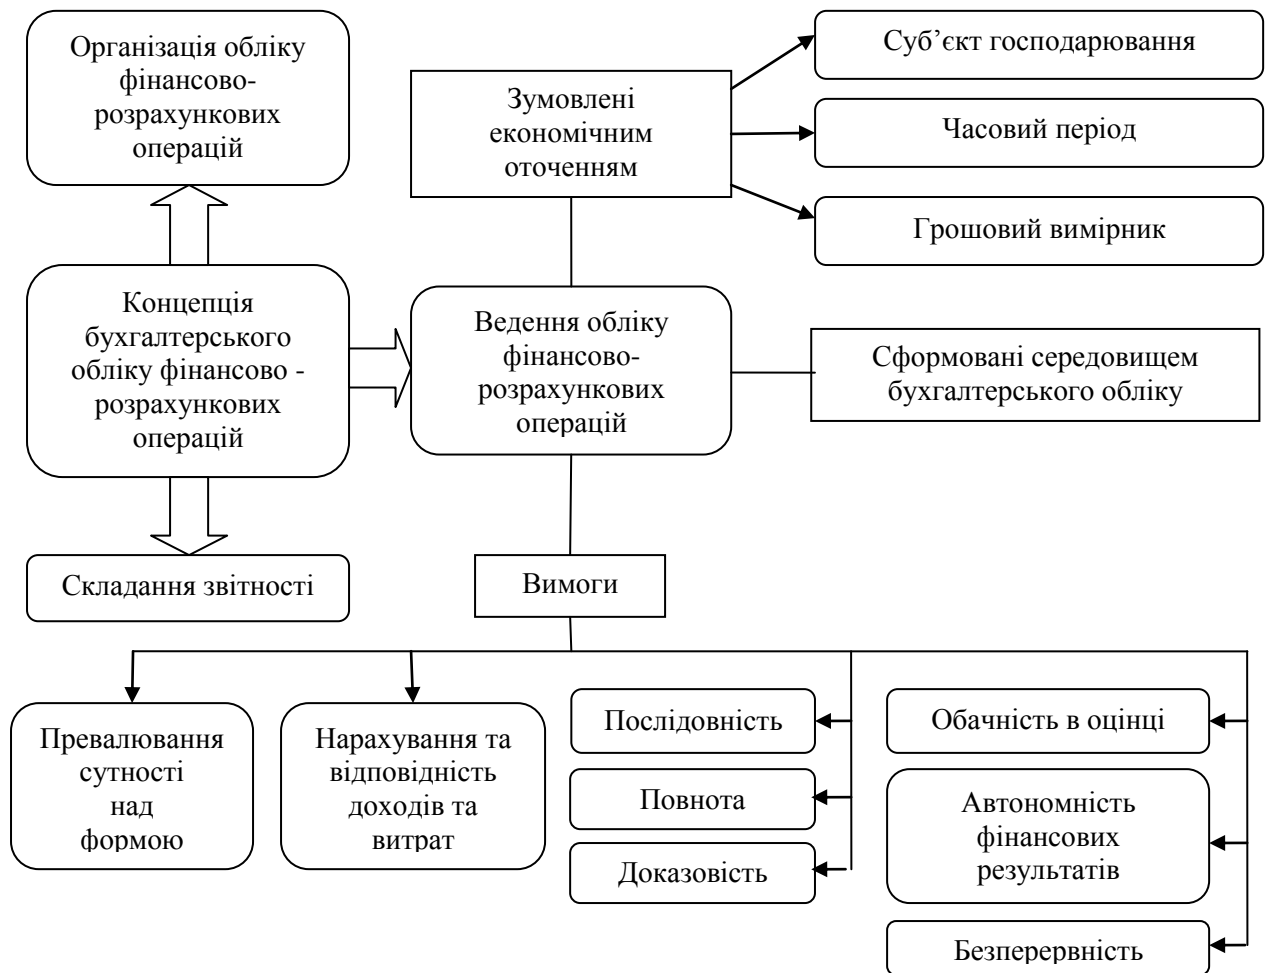 Організація обліку
фінансово-
розрахункових
операцій
Зумовлені
економічним
оточенням
Суб’єкт господарювання
Часовий період
Грошовий вимірник
Концепція
бухгалтерського
обліку фінансово -
розрахункових
операцій
Ведення обліку
фінансово-
розрахункових
операцій
Сформовані середовищем
бухгалтерського обліку
Складання звітності
Вимоги
Превалювання
сутності
над
формою
Нарахування та
відповідність
доходів та
витрат
Послідовність
Повнота
Доказовість
Обачність в оцінці
Автономність
фінансових
результатів
Безперервність